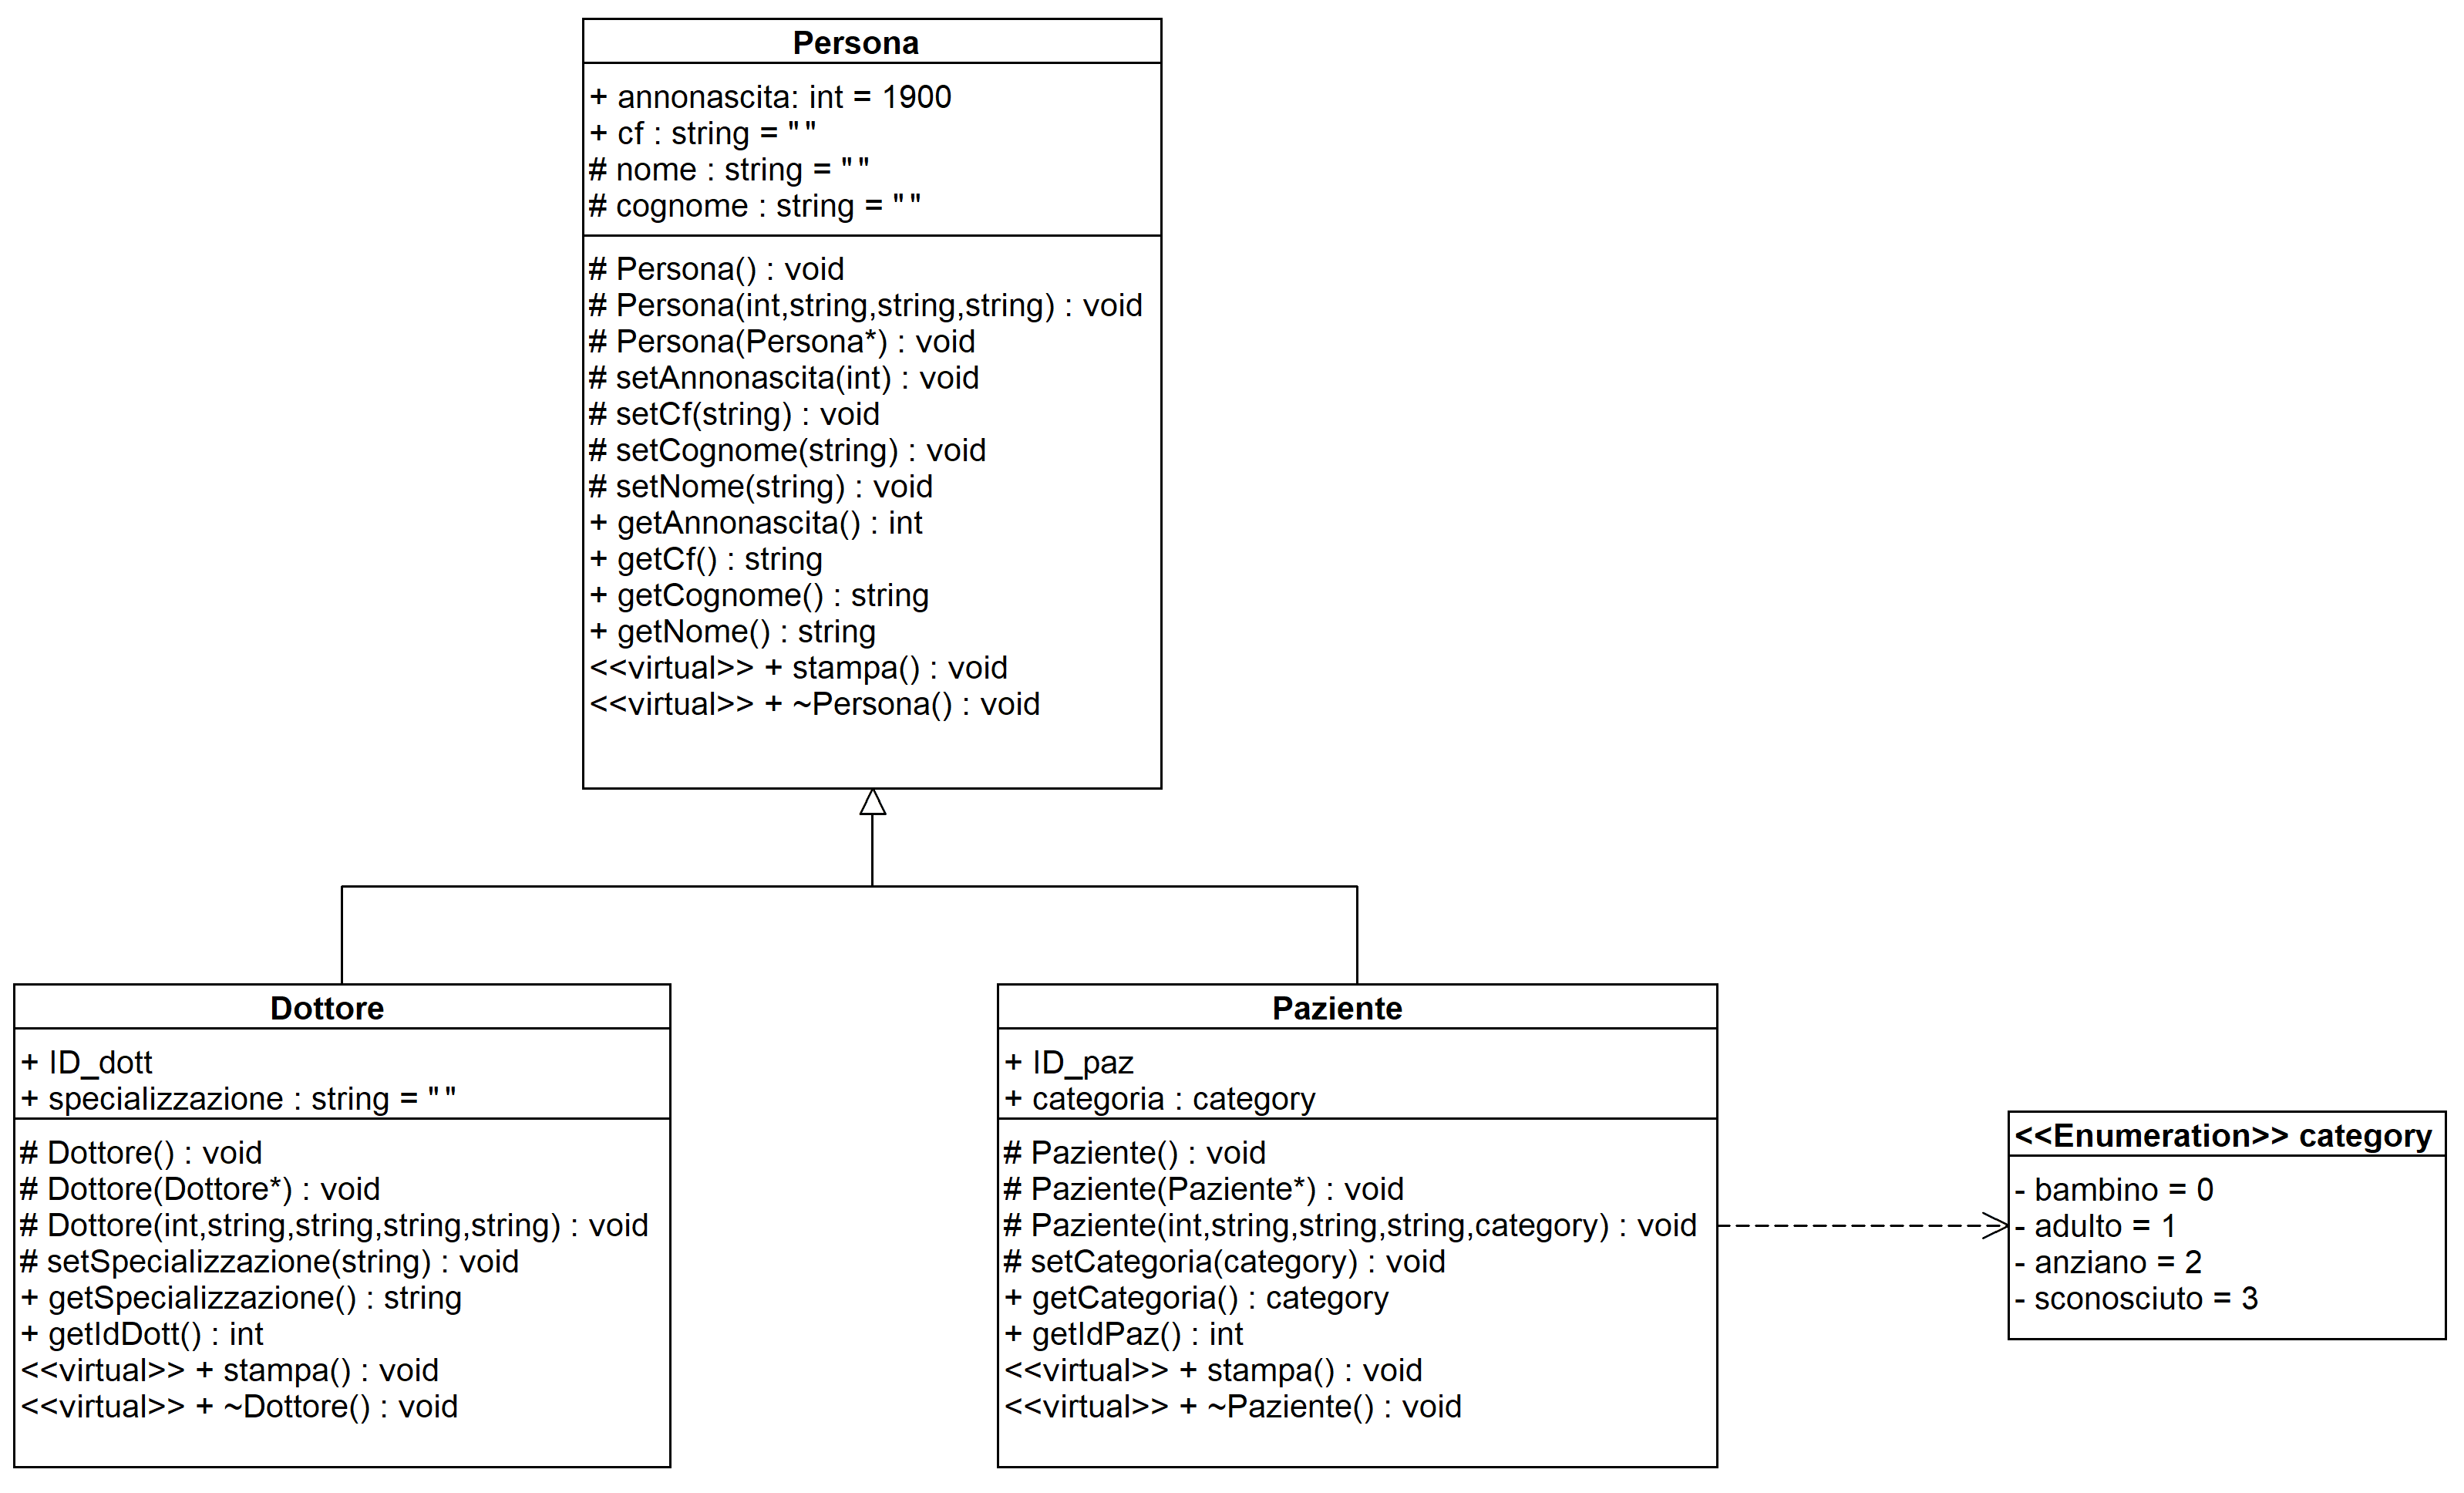 Persona
+ annonascita: int = 1900
+ cf : string = ""
# nome : string = ""
# cognome : string = ""
# Persona() : void
# Persona(int,string,string,string) : void
# Persona(Persona*) : void
# setAnnonascita(int) : void
# setCf(string) : void
# setCognome(string) : void
# setNome(string) : void
+ getAnnonascita() : int
+ getCf() : string
+ getCognome() : string
+ getNome() : string
<<virtual>> + stampa() : void
<<virtual>> + ~Persona() : void
Dottore
+ ID_dott
+ specializzazione : string = ""
# Dottore() : void
# Dottore(Dottore*) : void
# Dottore(int,string,string,string,string) : void
# setSpecializzazione(string) : void
+ getSpecializzazione() : string
+ getIdDott() : int
<<virtual>> + stampa() : void
<<virtual>> + ~Dottore() : void
Paziente
+ ID_paz
+ categoria : category
# Paziente() : void
# Paziente(Paziente*) : void
# Paziente(int,string,string,string,category) : void
# setCategoria(category) : void
+ getCategoria() : category
+ getIdPaz() : int
<<virtual>> + stampa() : void
<<virtual>> + ~Paziente() : void
<<Enumeration>> category
- bambino = 0
- adulto = 1
- anziano = 2
- sconosciuto = 3